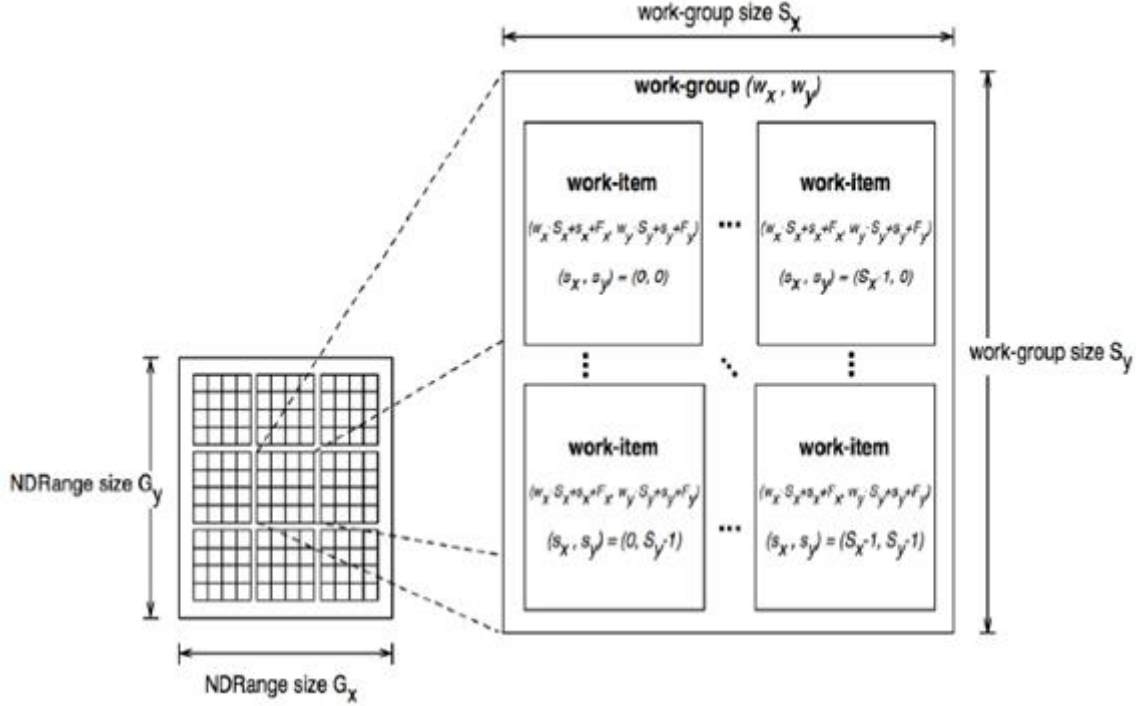 work-group size Sx
work-group (wx , wy)
work-item
work-item
(wx· Sx+sx+Fx, wy· Sy+sy+Fy)
...
(wx· Sx+sx+Fx, wy· Sy+sy+Fy)
(sx , sy) = (0, 0)
(sx , sy) = (Sx-1, 0)
work-group size Sy
work-item
work-item
NDRange size Gy
(wx· Sx+sx+Fx, wy· Sy+sy+Fy)
(wx· Sx+sx+Fx, wy· Sy+sy+Fy)
...
(sx , sy) = (0, Sy-1)
(sx , sy) = (Sx-1, Sy-1)
NDRange size Gx